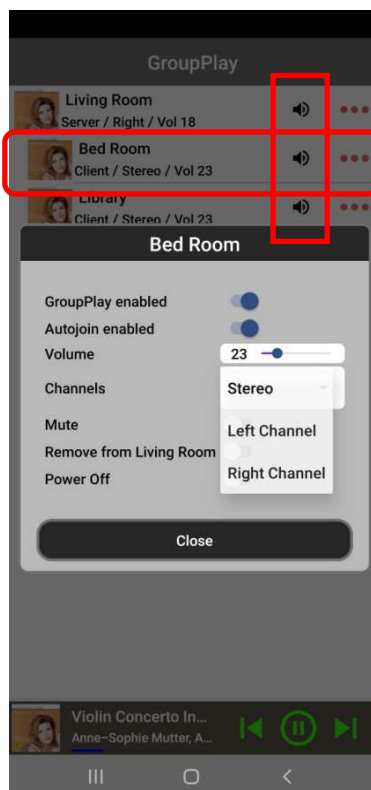 GroupPlay
Living Room
Server / Right / Vol 18
Bed Room
Client / Stereo / Vol 23
Library
Client / Stereo / Vol 23
Bed Room
GroupPlay enabled
Autojoin enabled
Volume 23
Channels Stereo
Left Channel
Right Channel
Mute
Remove from Living Room
Power Off
Close
Violin Concerto In...
Anne-Sophie Mutter, A...